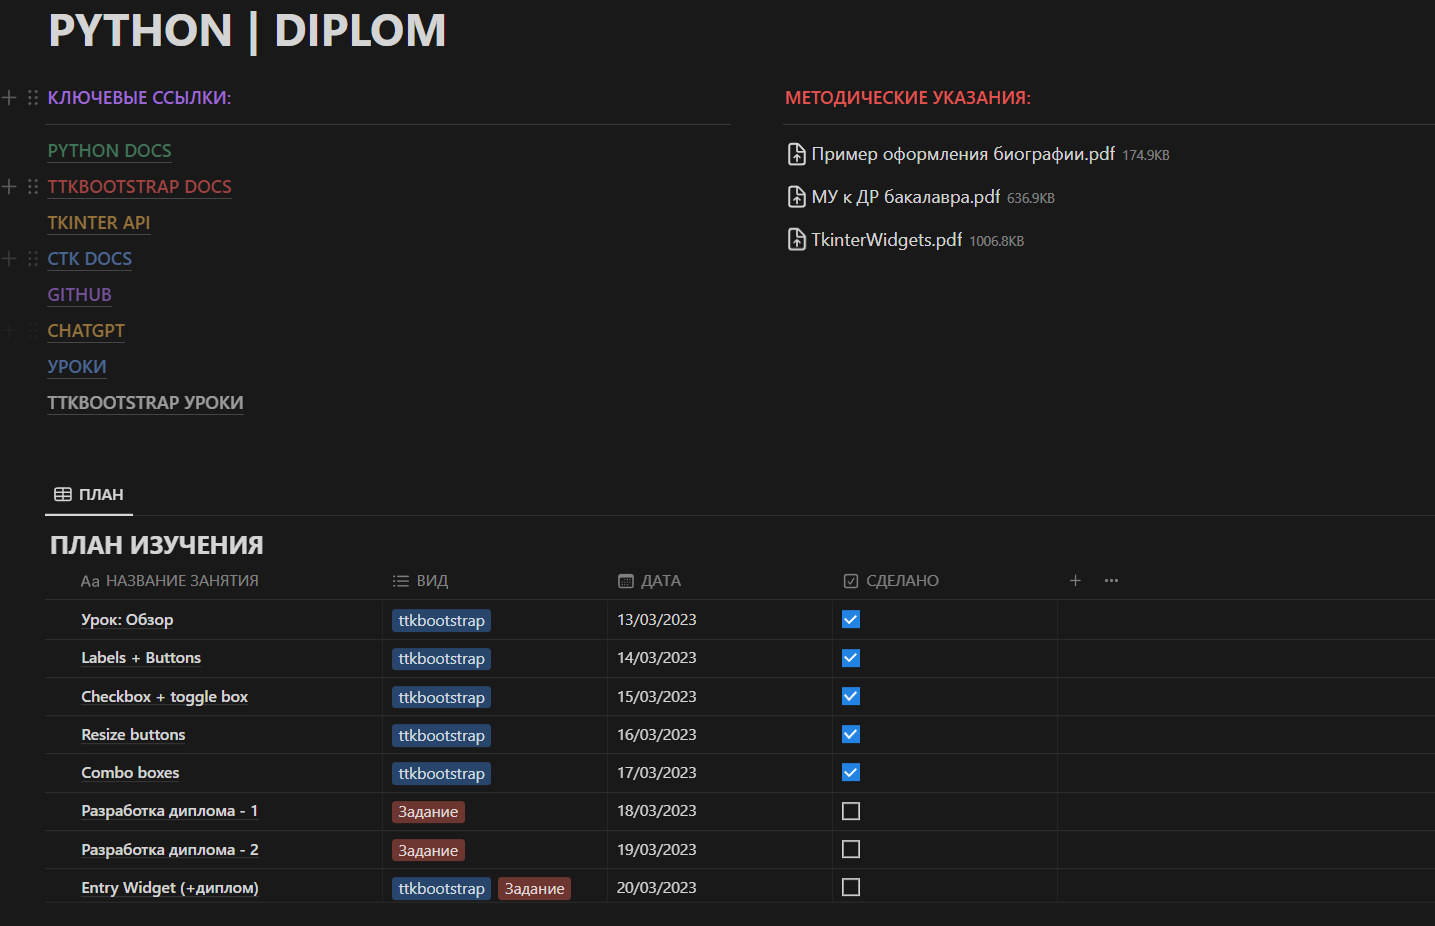 PYTHON | DIPLOM
КЛЮЧЕВЫЕ ССЫЛКИ:
PYTHON DOCS
TTKBOOTSTRAP DOCS
TKINTER API
CTK DOCS
GITHUB
CHATGPT
УРОКИ
TTKBOOTSTRAP УРОКИ
МЕТОДИЧЕСКИЕ УКАЗАНИЯ:
Пример оформления биографии.pdf 174.9KB
МУ к ДР бакалавра.pdf 636.9KB
TkinterWidgets.pdf 1006.8KB
ПЛАН
ПЛАН ИЗУЧЕНИЯ
Aa НАЗВАНИЕ ЗАНЯТИЯ ВИД ДАТА СДЕЛАНО
Урок: Обзор ttkbootstrap 13/03/2023
Labels + Buttons ttkbootstrap 14/03/2023
Checkbox + toggle box ttkbootstrap 15/03/2023
Resize buttons ttkbootstrap 16/03/2023
Combo boxes ttkbootstrap 17/03/2023
Разработка диплома - 1 Задание 18/03/2023
Разработка диплома - 2 Задание 19/03/2023
Entry Widget (+диплом) ttkbootstrap Задание 20/03/2023